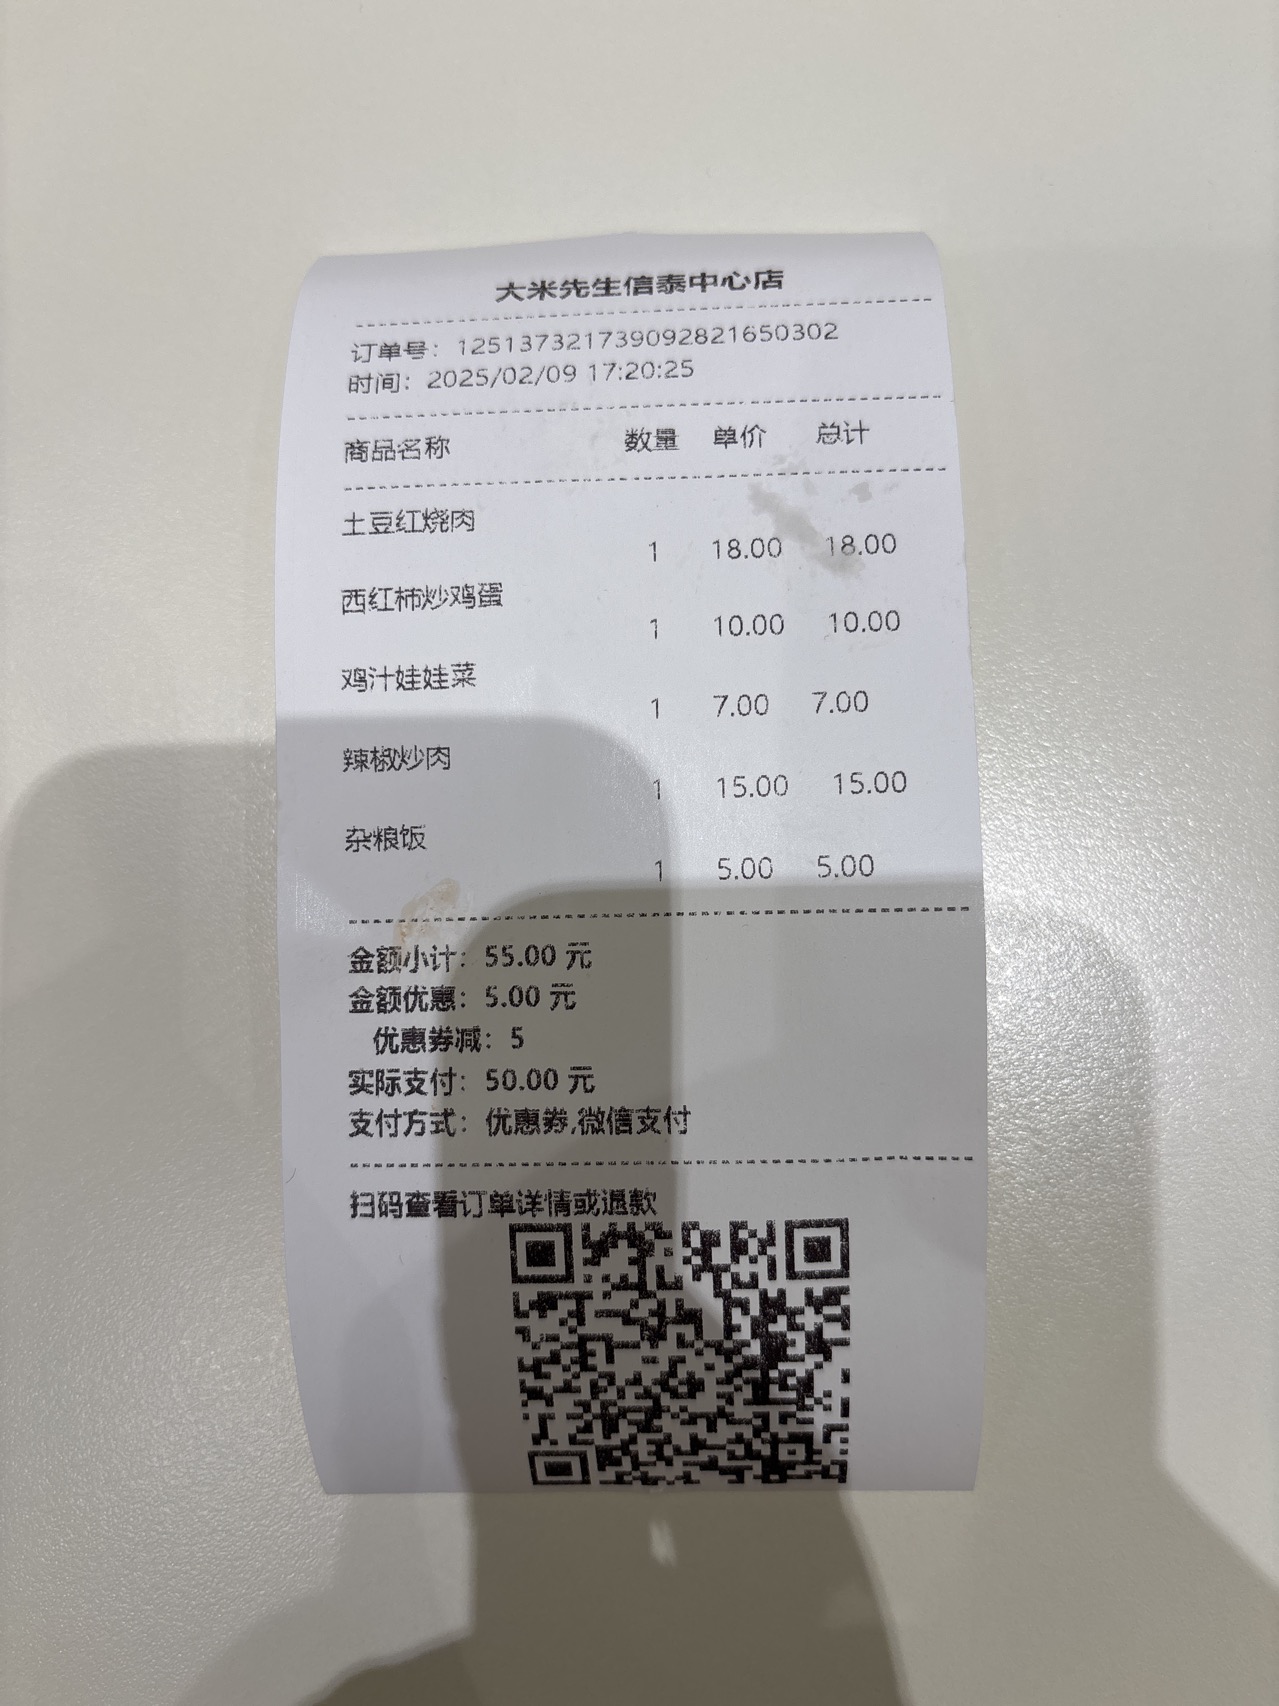 大米先生信泰中心店
订单号：1251373217390928216​50302
时间：2025/02/09 17:20:25
商品名称 数量 单价 总计
土豆红烧肉
1 18.00 18.00
西红柿炒鸡蛋
1 10.00 10.00
鸡汁娃娃菜
1 7.00 7.00
辣椒炒肉
1 15.00 15.00
杂粮饭
1 5.00 5.00
金额小计：55.00 元
金额优惠：5.00 元
优惠券减：5
实际支付：50.00 元
支付方式：优惠券,微信支付
扫码查看订单详情或退款